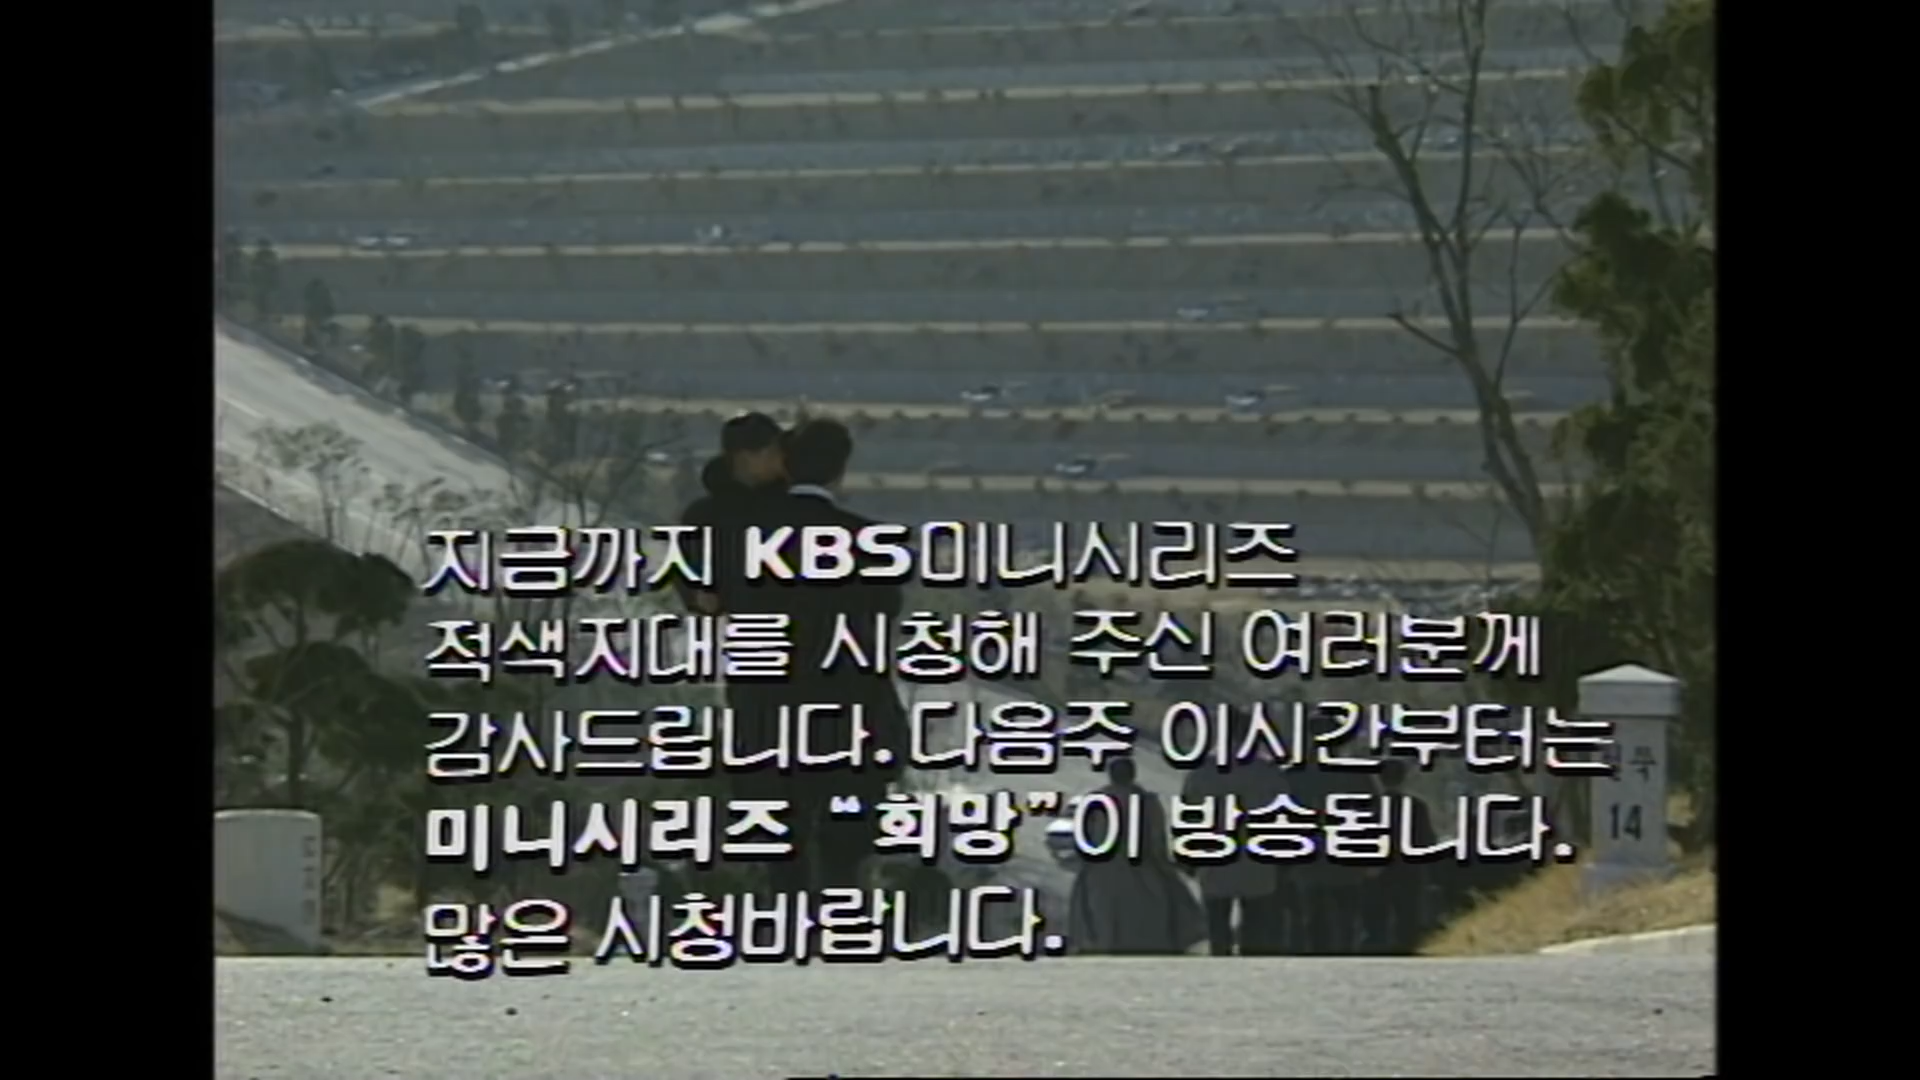 지금까지 KBS미니시리즈
적색지대를 시청해 주신 여러분께
감사드립니다. 다음주 이시간부터는
미니시리즈 “희망”이 방송됩니다.
많은 시청바랍니다.
14